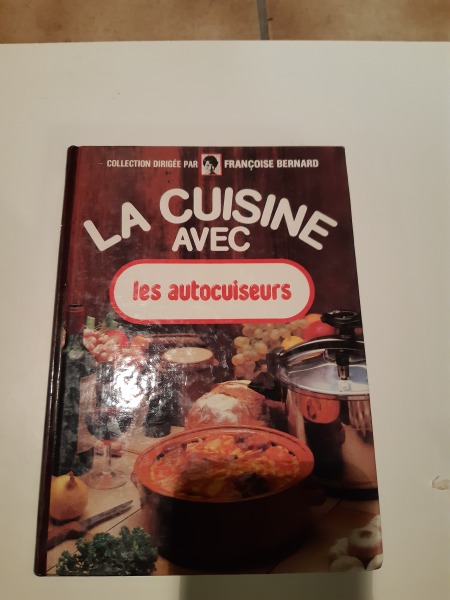 COLLECTION DIRIGÉE PAR FRANÇOISE BERNARD
LA CUISINE
AVEC
les autocuiseurs